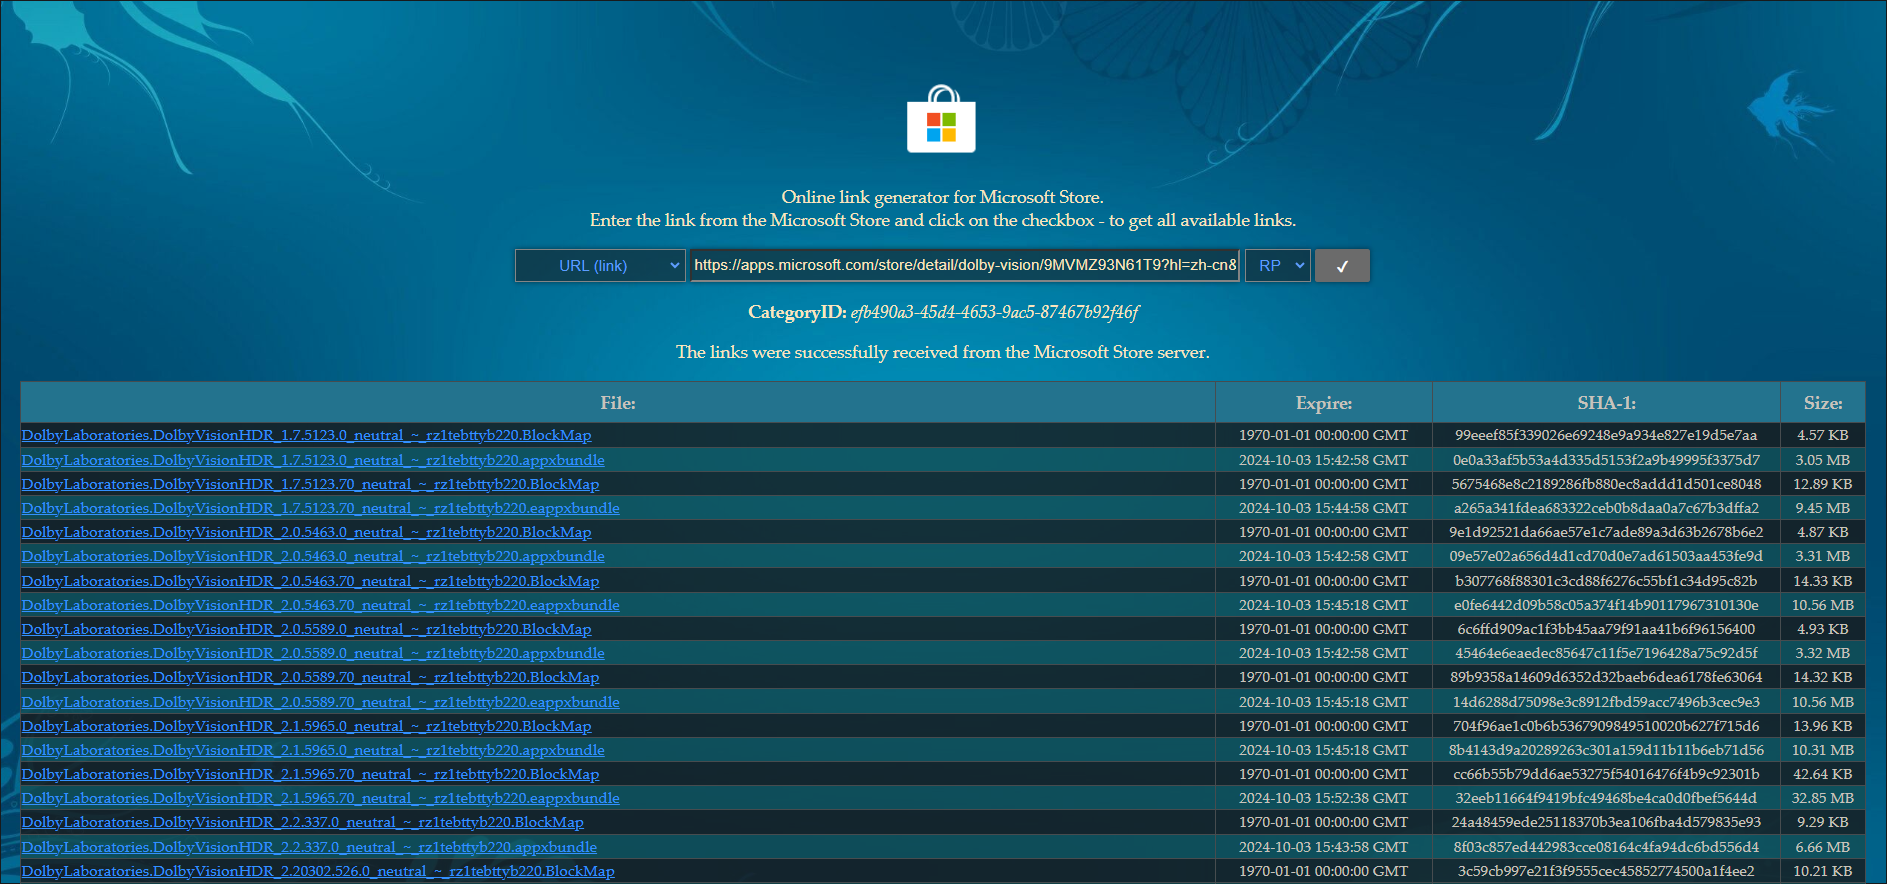 Online link generator for Microsoft Store.
Enter the link from the Microsoft Store and click on the checkbox - to get all available links.
URL (link) https://apps.microsoft.com/store/detail/dolby-vision/9MVMZ93N61T9?hl=zh-cn& RP ✓
CategoryID: efb490a3-45d4-4653-9ac5-87467b92f46f
The links were successfully received from the Microsoft Store server.
File: Expire: SHA-1: Size:
DolbyLaboratories.DolbyVisionHDR_1.7.5123.0_neutral_~_rz1tebttyb220.BlockMap 1970-01-01 00:00:00 GMT 99eeef85f339026e69248e9a934e827e19d5e7aa 4.57 KB
DolbyLaboratories.DolbyVisionHDR_1.7.5123.0_neutral_~_rz1tebttyb220.appxbundle 2024-10-03 15:42:58 GMT 0e0a33af5b53a4d335d5153f2a9b49995f3375d7 3.05 MB
DolbyLaboratories.DolbyVisionHDR_1.7.5123.70_neutral_~_rz1tebttyb220.BlockMap 1970-01-01 00:00:00 GMT 5675468e8c2189286fb880ec8addd1d501ce8048 12.89 KB
DolbyLaboratories.DolbyVisionHDR_1.7.5123.70_neutral_~_rz1tebttyb220.eappxbundle 2024-10-03 15:44:58 GMT a265a341fdea683322ceb0b8daa0a7c67b3dffa2 9.45 MB
DolbyLaboratories.DolbyVisionHDR_2.0.5463.0_neutral_~_rz1tebttyb220.BlockMap 1970-01-01 00:00:00 GMT 9e1d92521da66ae57e1c7ade89a3d63b2678b6e2 4.87 KB
DolbyLaboratories.DolbyVisionHDR_2.0.5463.0_neutral_~_rz1tebttyb220.appxbundle 2024-10-03 15:42:58 GMT 09e57e02a656d4d1cd70d0e7ad61503aa453fe9d 3.31 MB
DolbyLaboratories.DolbyVisionHDR_2.0.5463.70_neutral_~_rz1tebttyb220.BlockMap 1970-01-01 00:00:00 GMT b307768f88301c3cd88f6276c55bf1c34d95c82b 14.33 KB
DolbyLaboratories.DolbyVisionHDR_2.0.5463.70_neutral_~_rz1tebttyb220.eappxbundle 2024-10-03 15:45:18 GMT e0fe6442d09b58c05a374f14b90117967310130e 10.56 MB
DolbyLaboratories.DolbyVisionHDR_2.0.5589.0_neutral_~_rz1tebttyb220.BlockMap 1970-01-01 00:00:00 GMT 6c6ffd909ac1f3bb45aa79f91aa41b6f96156400 4.93 KB
DolbyLaboratories.DolbyVisionHDR_2.0.5589.0_neutral_~_rz1tebttyb220.appxbundle 2024-10-03 15:42:58 GMT 45464e6eaedec85647c11f5e7196428a75c92d5f 3.32 MB
DolbyLaboratories.DolbyVisionHDR_2.0.5589.70_neutral_~_rz1tebttyb220.BlockMap 1970-01-01 00:00:00 GMT 89b9358a14609d6352d32baeb6dea6178fe63064 14.32 KB
DolbyLaboratories.DolbyVisionHDR_2.0.5589.70_neutral_~_rz1tebttyb220.eappxbundle 2024-10-03 15:45:18 GMT 14d6288d75098e3c8912fbd59acc7496b3cec9e3 10.56 MB
DolbyLaboratories.DolbyVisionHDR_2.1.5965.0_neutral_~_rz1tebttyb220.BlockMap 1970-01-01 00:00:00 GMT 704f96ae1c0b6b5367909849510020b627f715d6 13.96 KB
DolbyLaboratories.DolbyVisionHDR_2.1.5965.0_neutral_~_rz1tebttyb220.appxbundle 2024-10-03 15:45:18 GMT 8b4143d9a20289263c301a159d11b11b6eb71d56 10.31 MB
DolbyLaboratories.DolbyVisionHDR_2.1.5965.70_neutral_~_rz1tebttyb220.BlockMap 1970-01-01 00:00:00 GMT cc66b55b79dd6ae53275f54016476f4b9c92301b 42.64 KB
DolbyLaboratories.DolbyVisionHDR_2.1.5965.70_neutral_~_rz1tebttyb220.eappxbundle 2024-10-03 15:52:38 GMT 32eeb11664f9419bfc49468be4ca0d0fbef5644d 32.85 MB
DolbyLaboratories.DolbyVisionHDR_2.2.337.0_neutral_~_rz1tebttyb220.BlockMap 1970-01-01 00:00:00 GMT 24a48459ede25118370b3ea106fba4d579835e93 9.29 KB
DolbyLaboratories.DolbyVisionHDR_2.2.337.0_neutral_~_rz1tebttyb220.appxbundle 2024-10-03 15:43:58 GMT 8f03c857ed442983cce08164c4fa94dc6bd556d4 6.66 MB
DolbyLaboratories.DolbyVisionHDR_2.20302.526.0_neutral_~_rz1tebttyb220.BlockMap 1970-01-01 00:00:00 GMT 3c59cb997e21f3f9555cec45852774500a1f4ee2 10.21 KB